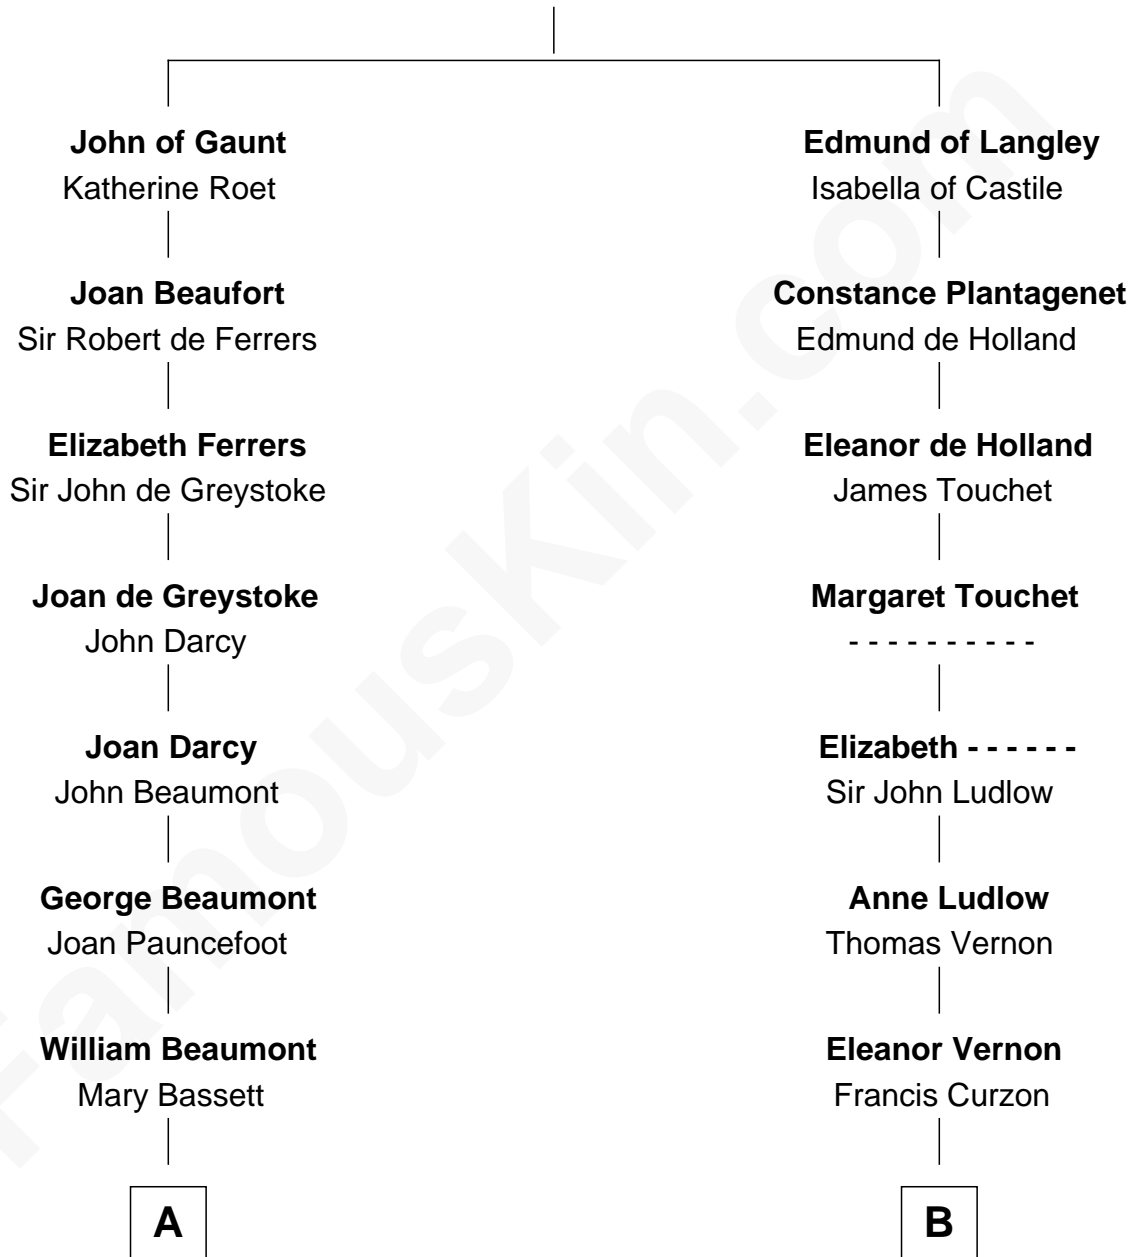 John of Gaunt
Katherine Roet
Joan Beaufort
Sir Robert de Ferrers
Elizabeth Ferrers
Sir John de Greystoke
Joan de Greystoke
John Darcy
Joan Darcy
John Beaumont
George Beaumont
Joan Pauncefoot
William Beaumont
Mary Bassett
A
Edmund of Langley
Isabella of Castile
Constance Plantagenet
Edmund de Holland
Eleanor de Holland
James Touchet
Margaret Touchet
- - - - - - - - - -
Elizabeth - - - - - -
Sir John Ludlow
Anne Ludlow
Thomas Vernon
Eleanor Vernon
Francis Curzon
B
FamousKin.com